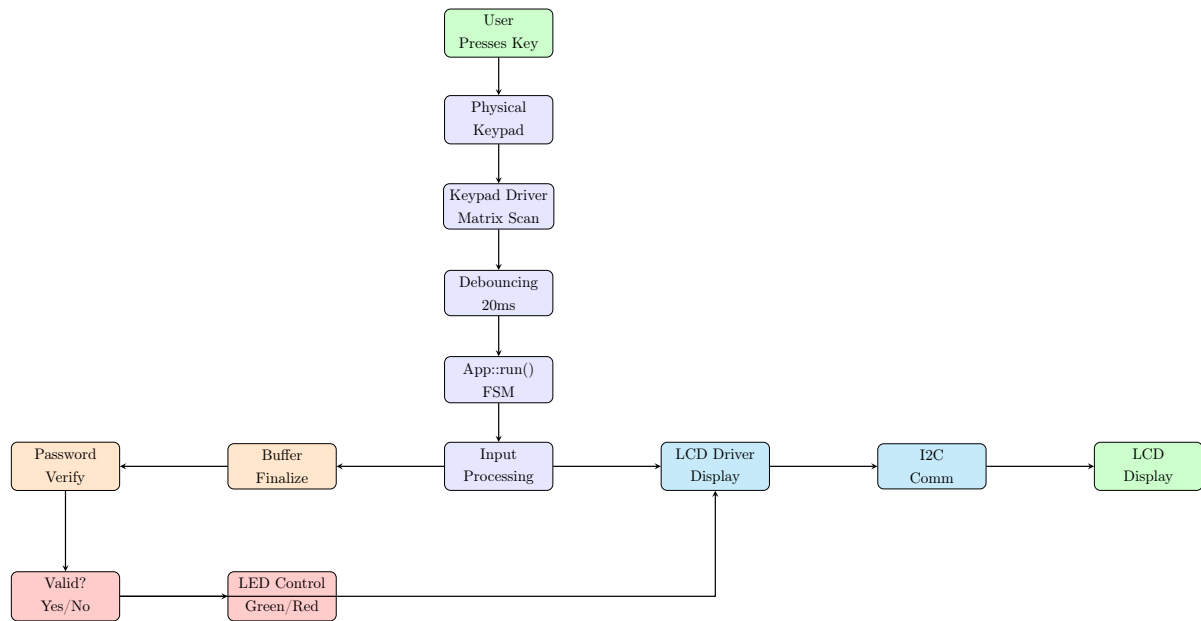 User
Presses Key
Physical
Keypad
Keypad Driver
Matrix Scan
Debouncing
20ms
App::run()
FSM
Password
Verify
Buffer
Finalize
Input
Processing
LCD Driver
Display
I2C
Comm
LCD
Display
Valid?
Yes/No
LED Control
Green/Red